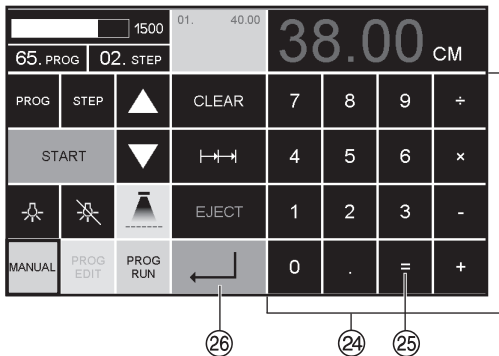 1500
01. 40.00
38.00 CM
65. PROG 02. STEP
PROG STEP CLEAR 7 8 9 ÷
START 4 5 6 ×
EJECT 1 2 3 -
MANUAL PROG EDIT PROG RUN 0 . = +
26 24 25